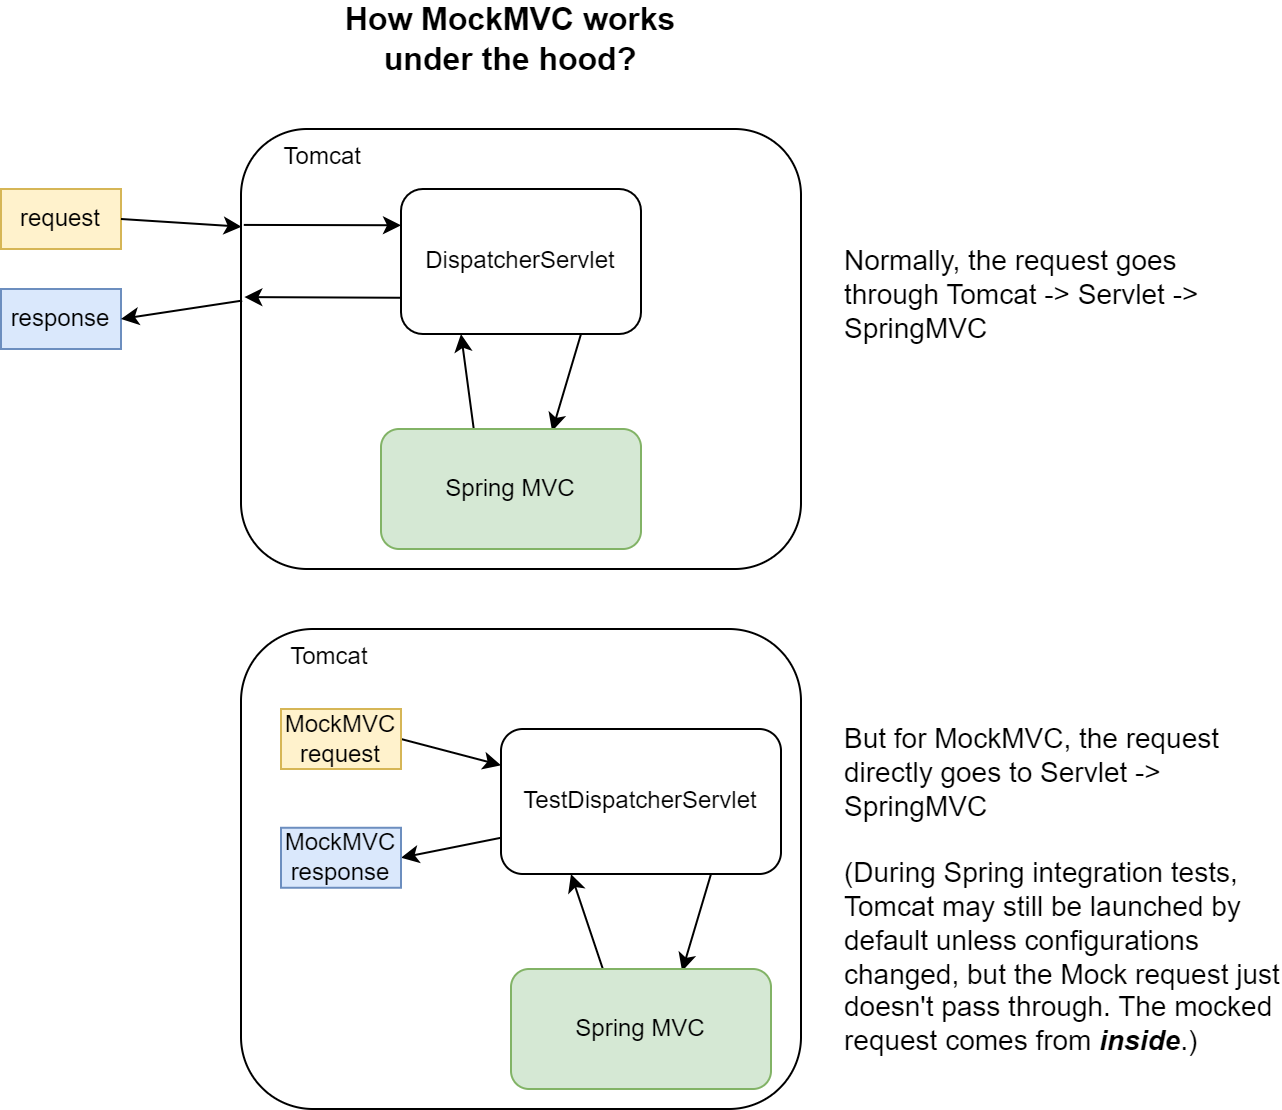 How MockMVC works
under the hood?
Tomcat
request
response
DispatcherServlet
Spring MVC
Normally, the request goes
through Tomcat -> Servlet ->
SpringMVC
Tomcat
MockMVC
request
MockMVC
response
TestDispatcherServlet
Spring MVC
But for MockMVC, the request
directly goes to Servlet ->
SpringMVC
(During Spring integration tests,
Tomcat may still be launched by
default unless configurations
changed, but the Mock request just
doesn't pass through. The mocked
request comes from inside.)